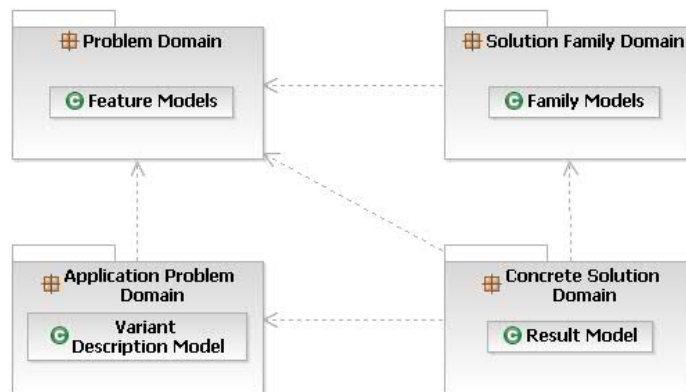 Problem Domain
Feature Models
Solution Family Domain
Family Models
Application Problem
Domain
Variant
Description Model
Concrete Solution
Domain
Result Model